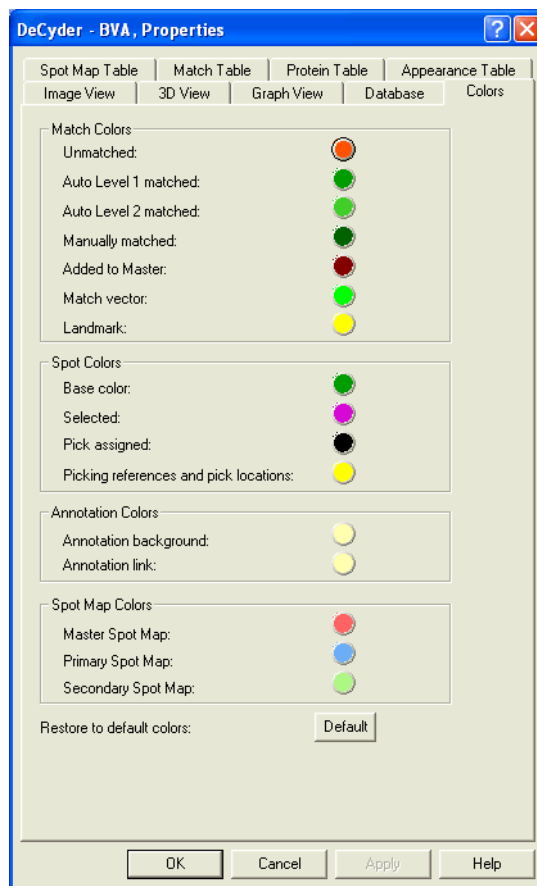 DeCyder - BVA, Properties
Spot Map Table Match Table Protein Table Appearance Table
Image View 3D View Graph View Database Colors
Match Colors
Unmatched:
Auto Level 1 matched:
Auto Level 2 matched:
Manually matched:
Added to Master:
Match vector:
Landmark:
Spot Colors
Base color:
Selected:
Pick assigned:
Picking references and pick locations:
Annotation Colors
Annotation background:
Annotation link:
Spot Map Colors
Master Spot Map:
Primary Spot Map:
Secondary Spot Map:
Restore to default colors: Default
OK Cancel Apply Help